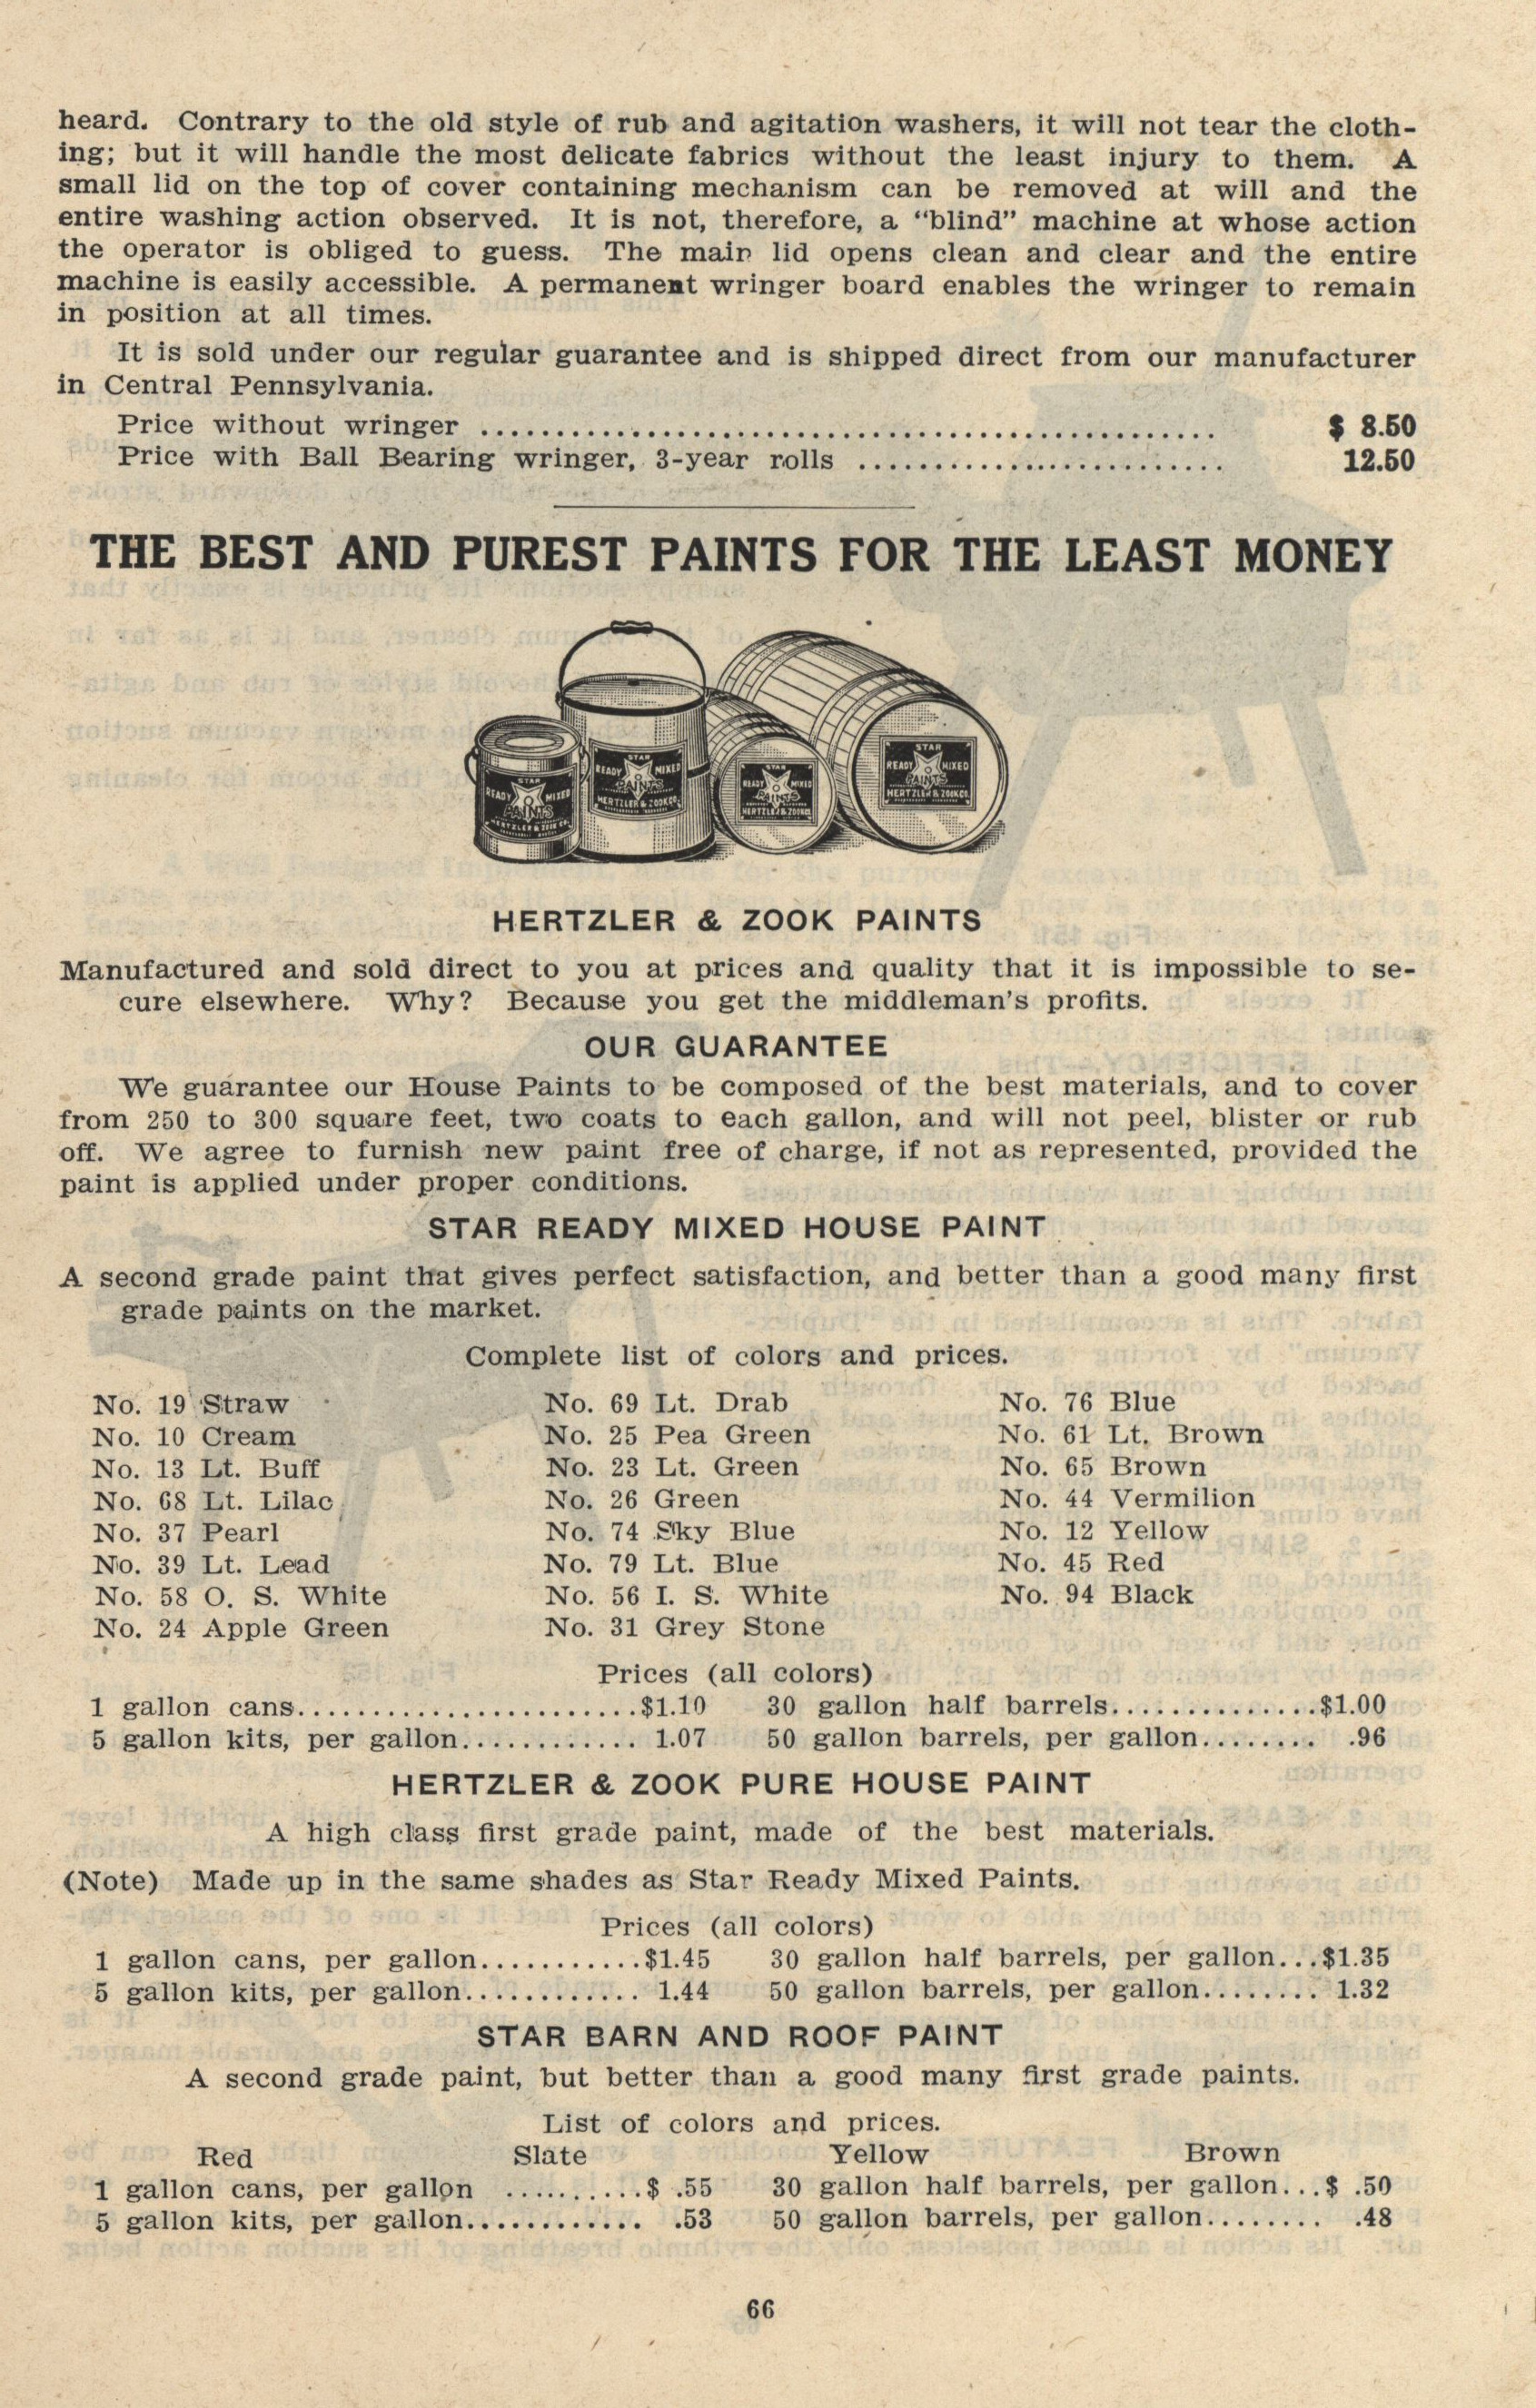 heard. Contrary to the old style of rub and agitation washers, it will not tear the cloth-
ing; but it will handle the most delicate fabrics without the least injury to them. A
small lid on the top of cover containing mechanism can be removed at will and the
entire washing action observed. It is not, therefore, a “blind” machine at whose action
the operator is obliged to guess. The main lid opens clean and clear and the entire
machine is easily accessible. A permanent wringer board enables the wringer to remain
in position at all times.
It is sold under our regular guarantee and is shipped direct from our manufacturer
in Central Pennsylvania.
Price without wringer ................................................ $ 8.50
Price with Ball Bearing wringer, 3-year rolls ........................ 12.50
THE BEST AND PUREST PAINTS FOR THE LEAST MONEY
STAR
READY MIXED
PAINTS
HERTZLER & ZOOK CO.
STAR
READY MIXED
PAINTS
HERTZLER & ZOOK CO.
STAR
READY MIXED
PAINTS
HERTZLER & ZOOK CO.
STAR
READY MIXED
PAINTS
HERTZLER & ZOOK CO.
HERTZLER & ZOOK PAINTS
Manufactured and sold direct to you at prices and quality that it is impossible to se-
cure elsewhere. Why? Because you get the middleman's profits.
OUR GUARANTEE
We guarantee our House Paints to be composed of the best materials, and to cover
from 250 to 300 square feet, two coats to each gallon, and will not peel, blister or rub
off. We agree to furnish new paint free of charge, if not as represented, provided the
paint is applied under proper conditions.
STAR READY MIXED HOUSE PAINT
A second grade paint that gives perfect satisfaction, and better than a good many first
grade paints on the market.
Complete list of colors and prices.
No. 19 Straw No. 69 Lt. Drab No. 76 Blue
No. 10 Cream No. 25 Pea Green No. 61 Lt. Brown
No. 13 Lt. Buff No. 23 Lt. Green No. 65 Brown
No. 68 Lt. Lilac No. 26 Green No. 44 Vermilion
No. 37 Pearl No. 74 Sky Blue No. 12 Yellow
No. 39 Lt. Lead No. 79 Lt. Blue No. 45 Red
No. 58 O. S. White No. 56 I. S. White No. 94 Black
No. 24 Apple Green No. 31 Grey Stone
Prices (all colors)
1 gallon cans.......................$1.10 30 gallon half barrels..............$1.00
5 gallon kits, per gallon............ 1.07 50 gallon barrels, per gallon........ .96
HERTZLER & ZOOK PURE HOUSE PAINT
A high class first grade paint, made of the best materials.
(Note) Made up in the same shades as Star Ready Mixed Paints.
Prices (all colors)
1 gallon cans, per gallon...........$1.45 30 gallon half barrels, per gallon...$1.35
5 gallon kits, per gallon............ 1.44 50 gallon barrels, per gallon........ 1.32
STAR BARN AND ROOF PAINT
A second grade paint, but better than a good many first grade paints.
List of colors and prices.
Red Slate Yellow Brown
1 gallon cans, per gallon ..........$ .55 30 gallon half barrels, per gallon...$ .50
5 gallon kits, per gallon............ .53 50 gallon barrels, per gallon........ .48
66